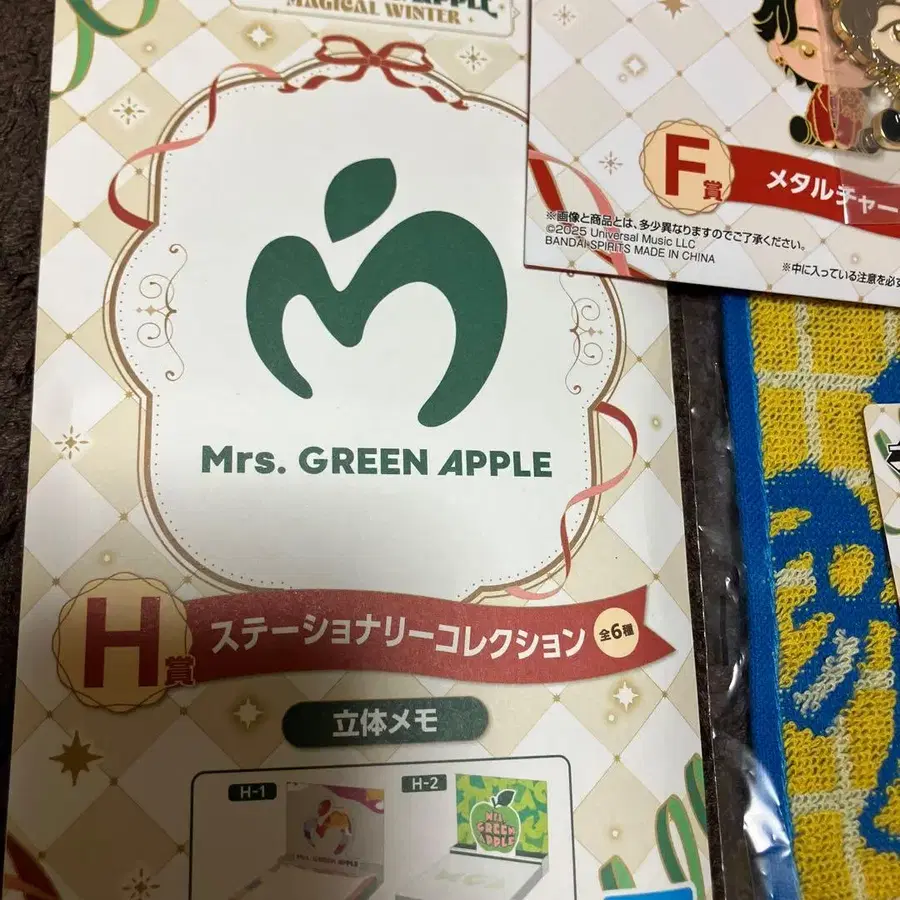 MAGICAL WINTER
Mrs. GREEN APPLE
H賞
ステーショナリーコレクション
全6種
立体メモ
H-1
H-2
Mrs. GREEN APPLE
MRS.
GREEN
APPLE
F賞
メタルチャー
※画像と商品とは、多少異なりますのでご了承ください。
©2025 Universal Music LLC
BANDAI SPIRITS MADE IN CHINA
※中に入っている注意を必ず